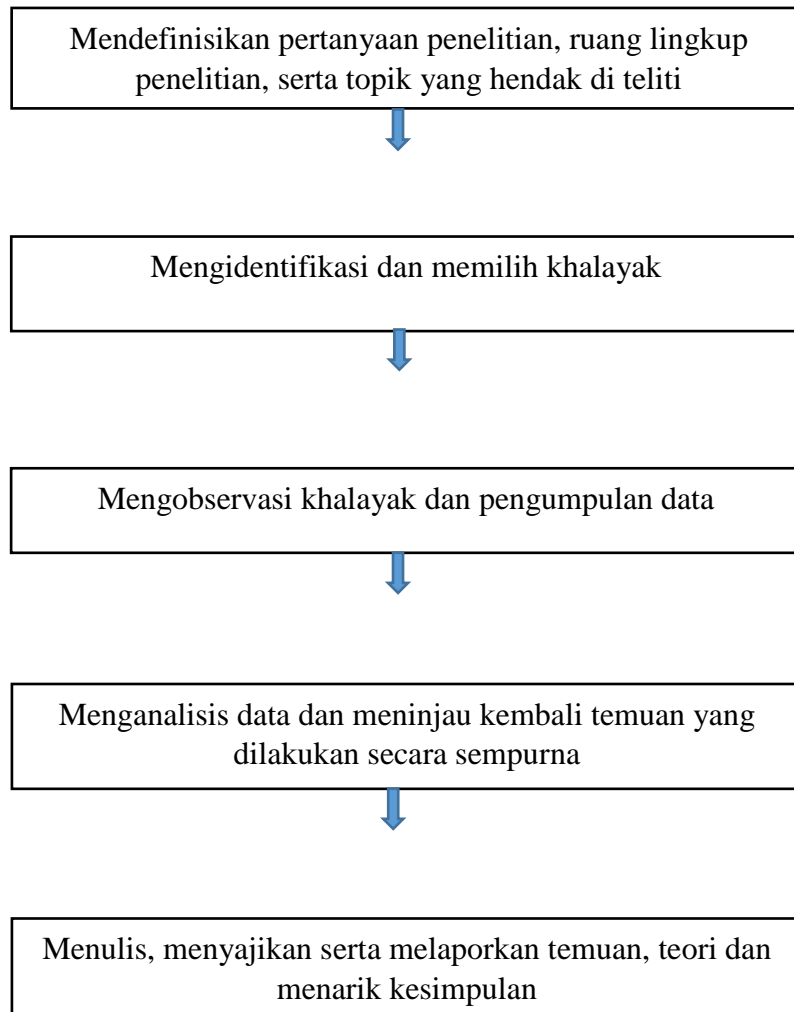 Mendefinisikan pertanyaan penelitian, ruang lingkup
penelitian, serta topik yang hendak di teliti
Mengidentifikasi dan memilih khalayak
Mengobservasi khalayak dan pengumpulan data
Menganalisis data dan meninjau kembali temuan yang
dilakukan secara sempurna
Menulis, menyajikan serta melaporkan temuan, teori dan
menarik kesimpulan